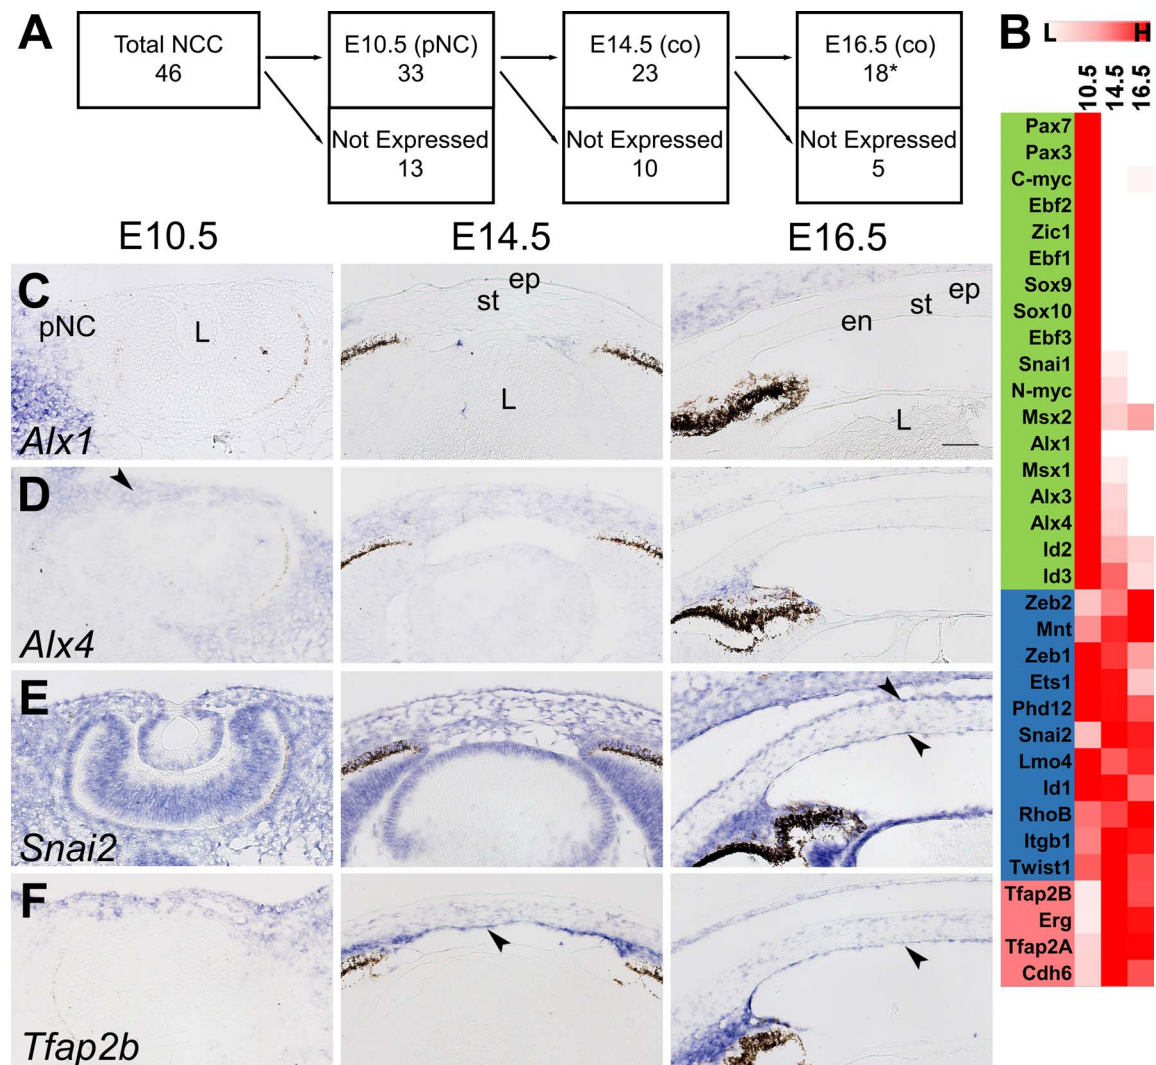 A
Total NCC
46
E10.5 (pNC)
33
Not Expressed
13
E14.5 (co)
23
Not Expressed
10
E16.5 (co)
18*
Not Expressed
5
B
L H
10.5 14.5 16.5
Pax7
Pax3
C-myc
Ebf2
Zic1
Ebf1
Sox9
Sox10
Ebf3
Snai1
N-myc
Msx2
Alx1
Msx1
Alx3
Alx4
Id2
Id3
Zeb2
Mnt
Zeb1
Ets1
Phd12
Snai2
Lmo4
Id1
RhoB
Itgb1
Twist1
Tfap2B
Erg
Tfap2A
Cdh6
E10.5 E14.5 E16.5
C
pNC
L
Alx1
ep
st
L
ep
st
en
L
D
Alx4
E
Snai2
F
Tfap2b